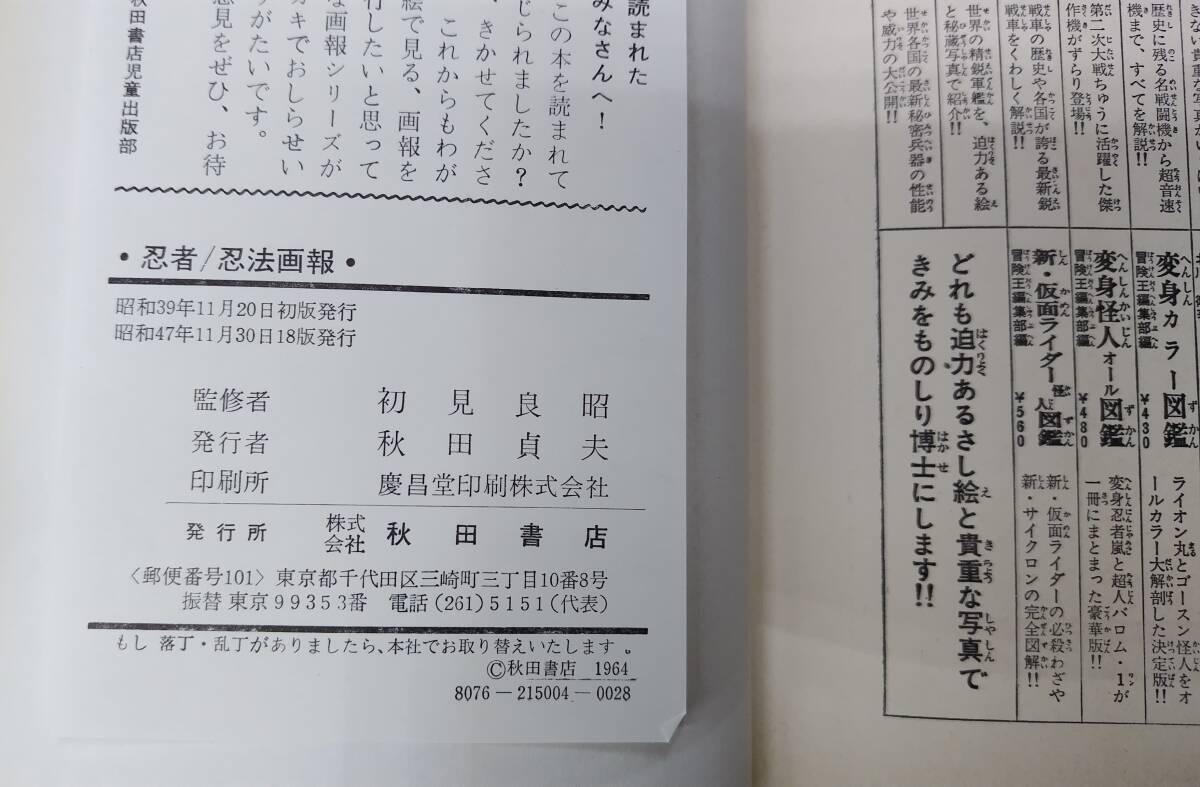 読まれた
みなさんへ！
この本を読まれて
じられましたか？
、きかせてくださ
これからもわが
絵で見る、画報を
行したいと思って
な画報シリーズが
ガキでおしらせい
りがたいです。
意見をぜひ、お待
秋田書店児童出版部
・忍者/忍法画報・
昭和39年11月20日初版発行
昭和47年11月30日18版発行
監修者 初見良昭
発行者 秋田貞夫
印刷所 慶昌堂印刷株式会社
発行所 株式会社 秋田書店
〈郵便番号101〉東京都千代田区三崎町三丁目10番8号
振替 東京99353番 電話(261)5151(代表)
もし 落丁・乱丁がありましたら、本社でお取り替えいたします。
©秋田書店 1964
8076－215004－0028
きない貴重な写真
歴史に残る名戦闘機から超音速
機まで、すべてを解説!!
第二次大戦ちゅうに活躍した傑
作機がずらり登場!!
戦車の歴史や各国が誇る最新鋭
戦車をくわしく解説!!
世界の精鋭軍艦を、迫力ある絵
と秘蔵写真で紹介!!
世界各国の最新秘密兵器の性能
や威力の大公開!!
変身カラー図鑑
冒険王編集部編 ¥430
ライオン丸とゴースン怪人をオ
ールカラー大解剖した決定版!!
変身怪人オール図鑑
冒険王編集部編 ¥480
変身忍者嵐と超人バロム・1が
一冊にまとまった豪華版!!
新・仮面ライダー怪人図鑑
冒険王編集部編 ¥560
新・仮面ライダーの必殺わざや
新・サイクロンの完全図解!!
どれも迫力あるさし絵と貴重な写真で
きみをものしり博士にします!!